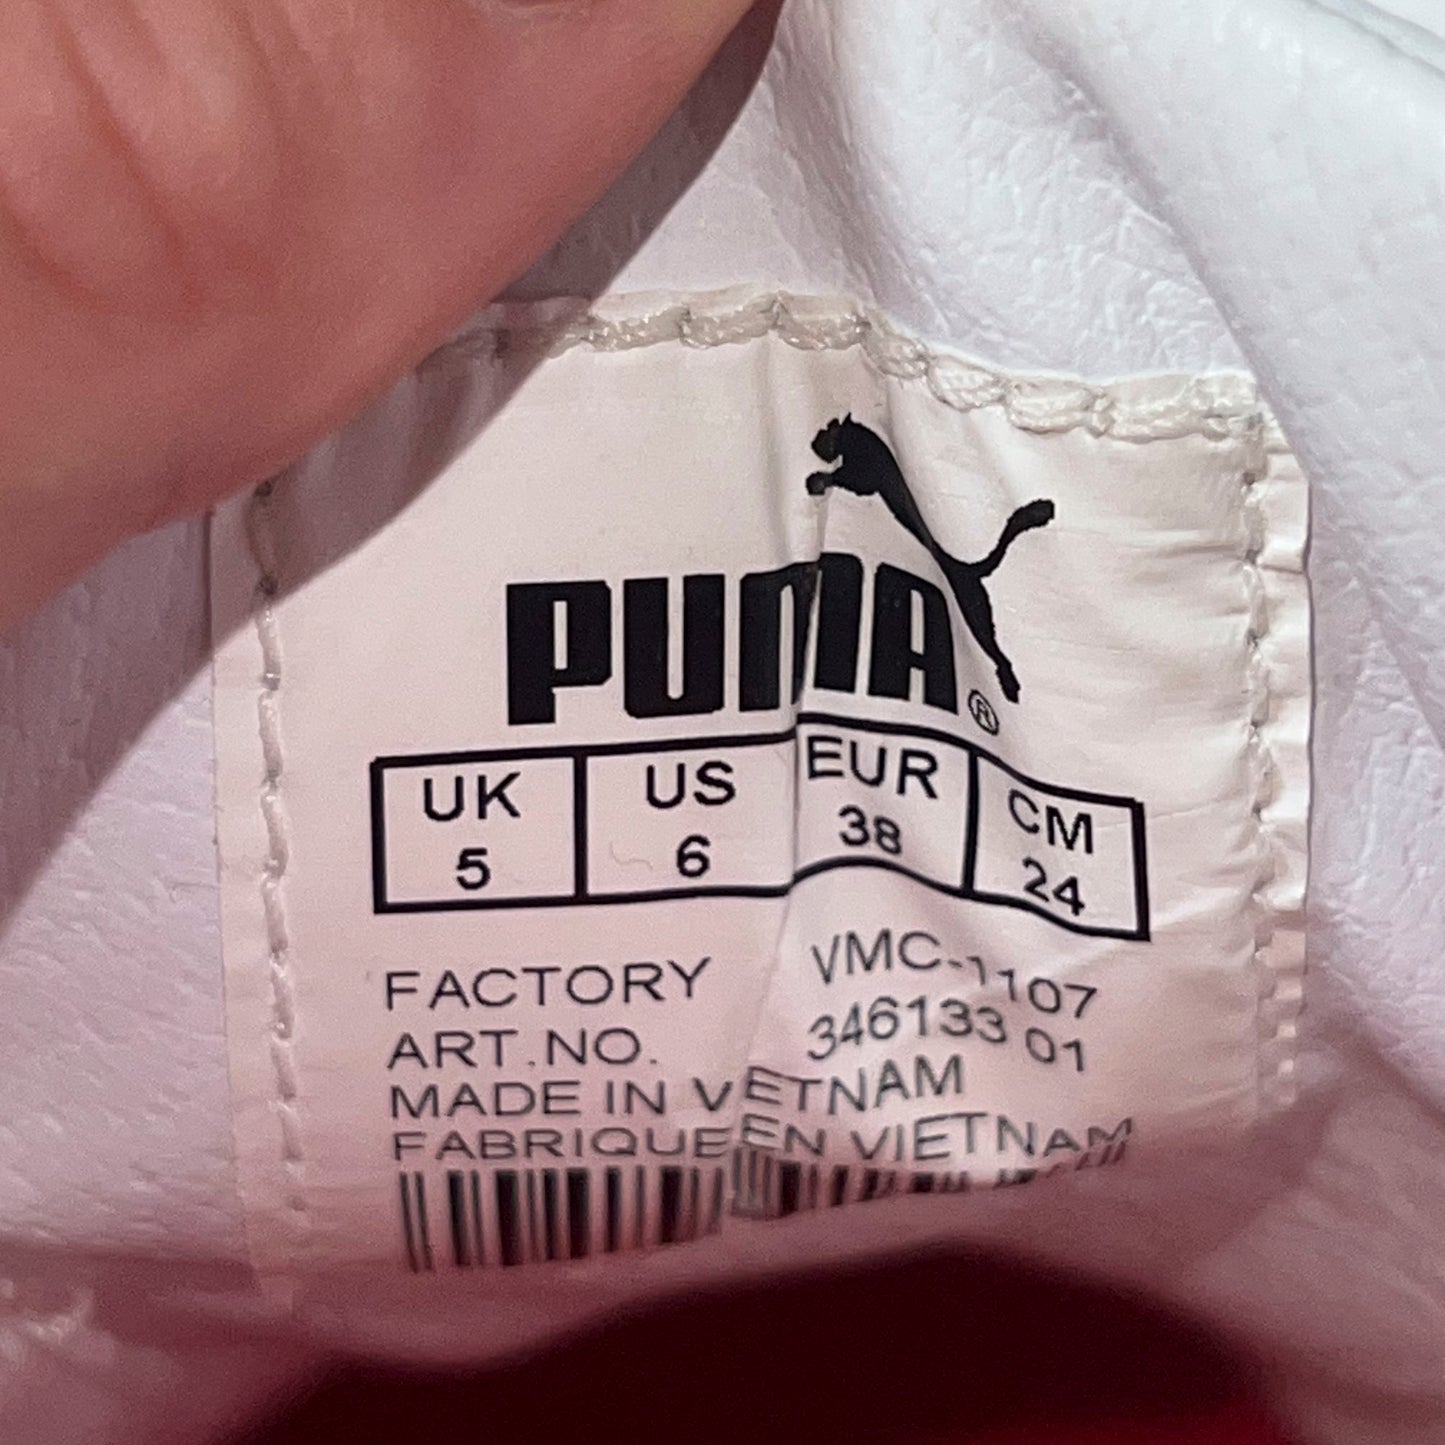 PUMA®
UK US EUR CM
5 6 38 24
FACTORY VMC-1107
ART.NO. 346133 01
MADE IN VIETNAM
FABRIQUE EN VIETNAM